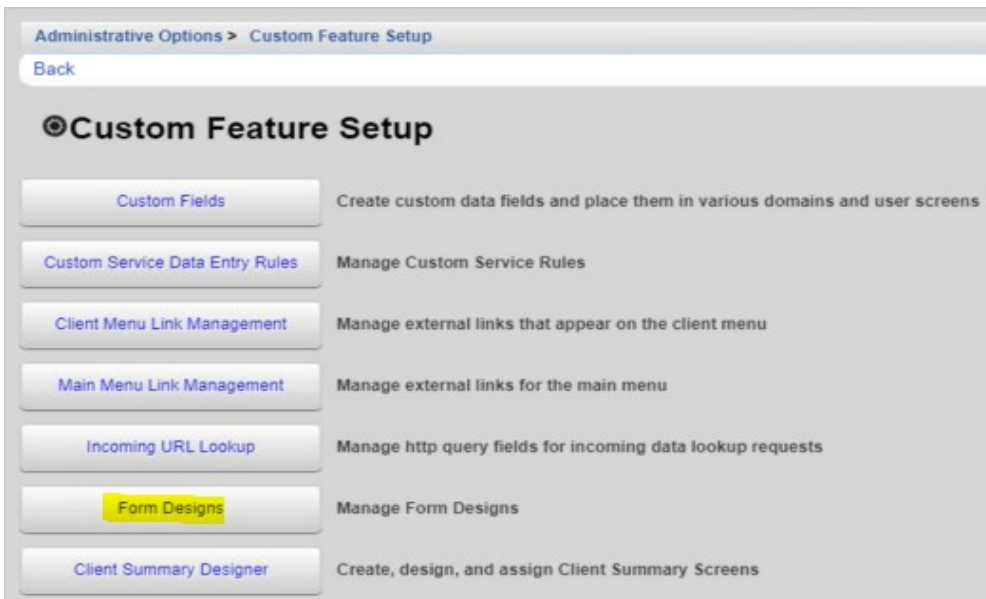 Administrative Options > Custom Feature Setup
Back
Custom Feature Setup
Custom Fields Create custom data fields and place them in various domains and user screens
Custom Service Data Entry Rules Manage Custom Service Rules
Client Menu Link Management Manage external links that appear on the client menu
Main Menu Link Management Manage external links for the main menu
Incoming URL Lookup Manage http query fields for incoming data lookup requests
Form Designs Manage Form Designs
Client Summary Designer Create, design, and assign Client Summary Screens